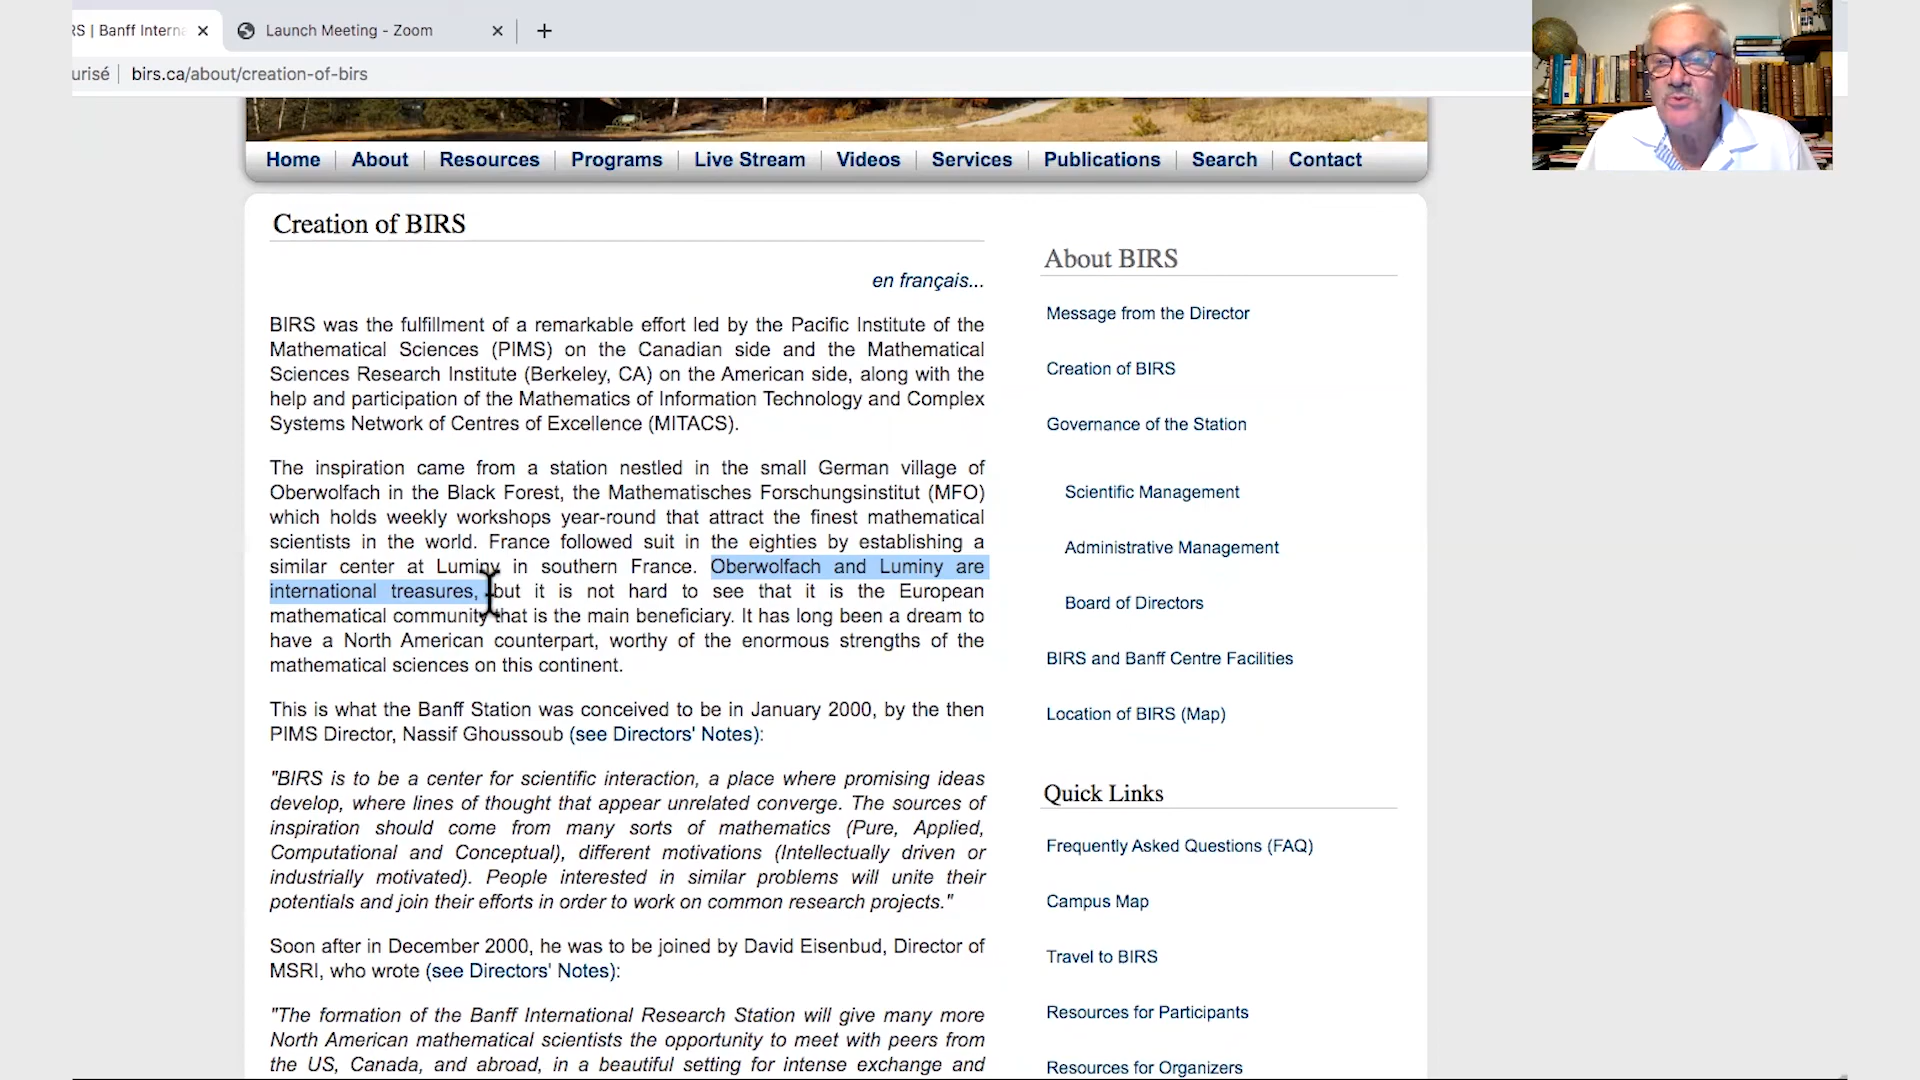 RS | Banff Interna
Launch Meeting - Zoom
urisé
birs.ca/about/creation-of-birs
Home
About
Resources
Programs
Live Stream
Videos
Services
Publications
Search
Contact
Creation of BIRS
en français...
BIRS was the fulfillment of a remarkable effort led by the Pacific Institute of the
Mathematical Sciences (PIMS) on the Canadian side and the Mathematical
Sciences Research Institute (Berkeley, CA) on the American side, along with the
help and participation of the Mathematics of Information Technology and Complex
Systems Network of Centres of Excellence (MITACS).
The inspiration came from a station nestled in the small German village of
Oberwolfach in the Black Forest, the Mathematisches Forschungsinstitut (MFO)
which holds weekly workshops year-round that attract the finest mathematical
scientists in the world. France followed suit in the eighties by establishing a
similar center at Luminy in southern France. Oberwolfach and Luminy are
international treasures, but it is not hard to see that it is the European
mathematical community that is the main beneficiary. It has long been a dream to
have a North American counterpart, worthy of the enormous strengths of the
mathematical sciences on this continent.
This is what the Banff Station was conceived to be in January 2000, by the then
PIMS Director, Nassif Ghoussoub (see Directors' Notes):
"BIRS is to be a center for scientific interaction, a place where promising ideas
develop, where lines of thought that appear unrelated converge. The sources of
inspiration should come from many sorts of mathematics (Pure, Applied,
Computational and Conceptual), different motivations (Intellectually driven or
industrially motivated). People interested in similar problems will unite their
potentials and join their efforts in order to work on common research projects."
Soon after in December 2000, he was to be joined by David Eisenbud, Director of
MSRI, who wrote (see Directors' Notes):
"The formation of the Banff International Research Station will give many more
North American mathematical scientists the opportunity to meet with peers from
the US, Canada, and abroad, in a beautiful setting for intense exchange and
About BIRS
Message from the Director
Creation of BIRS
Governance of the Station
Scientific Management
Administrative Management
Board of Directors
BIRS and Banff Centre Facilities
Location of BIRS (Map)
Quick Links
Frequently Asked Questions (FAQ)
Campus Map
Travel to BIRS
Resources for Participants
Resources for Organizers